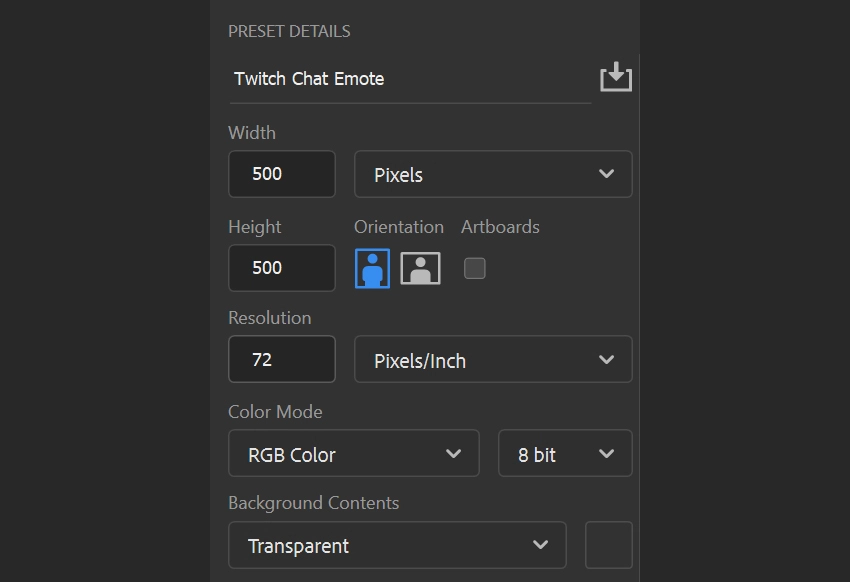 PRESET DETAILS
Twitch Chat Emote
Width
500 Pixels
Height Orientation Artboards
500
Resolution
72 Pixels/Inch
Color Mode
RGB Color 8 bit
Background Contents
Transparent